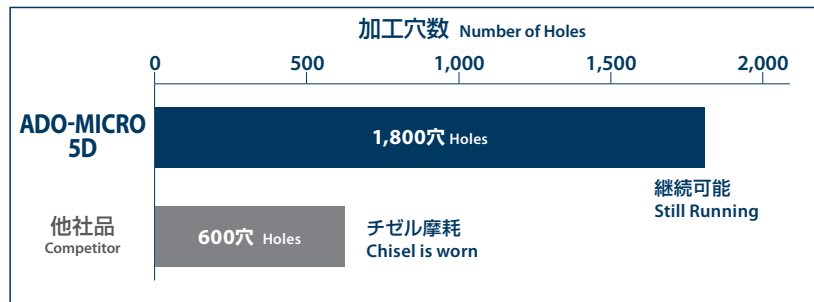 加工穴数 Number of Holes
0 500 1,000 1,500 2,000
ADO-MICRO
5D
1,800穴 Holes
継続可能
Still Running
他社品
Competitor
600穴 Holes
チゼル摩耗
Chisel is worn